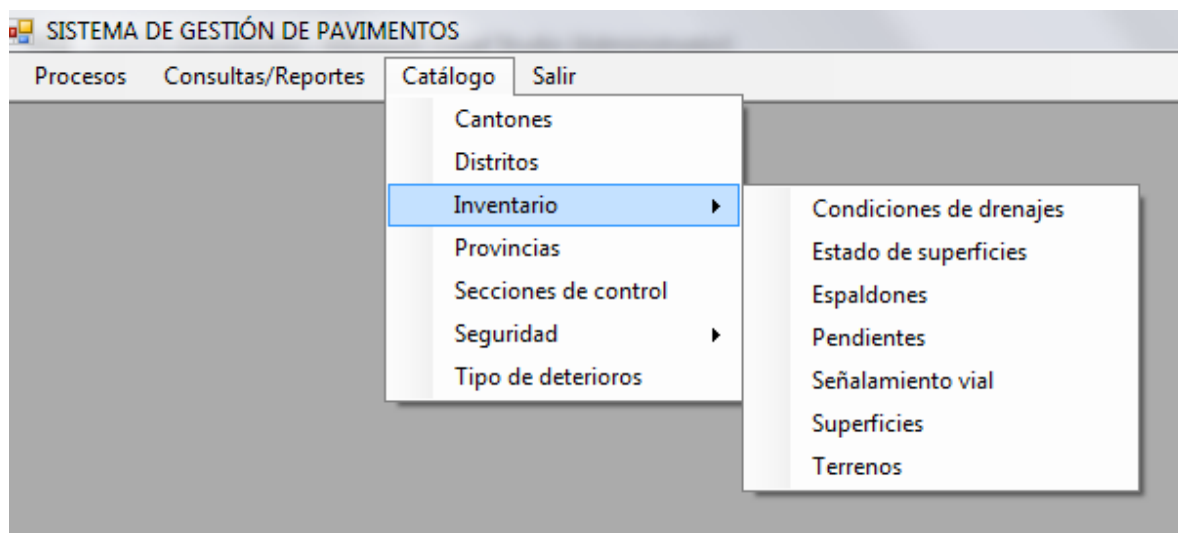 SISTEMA DE GESTIÓN DE PAVIMENTOS
Procesos Consultas/Reportes Catálogo Salir
Cantones
Distritos
Inventario
Provincias
Secciones de control
Seguridad
Tipo de deterioros
Condiciones de drenajes
Estado de superficies
Espaldones
Pendientes
Señalamiento vial
Superficies
Terrenos